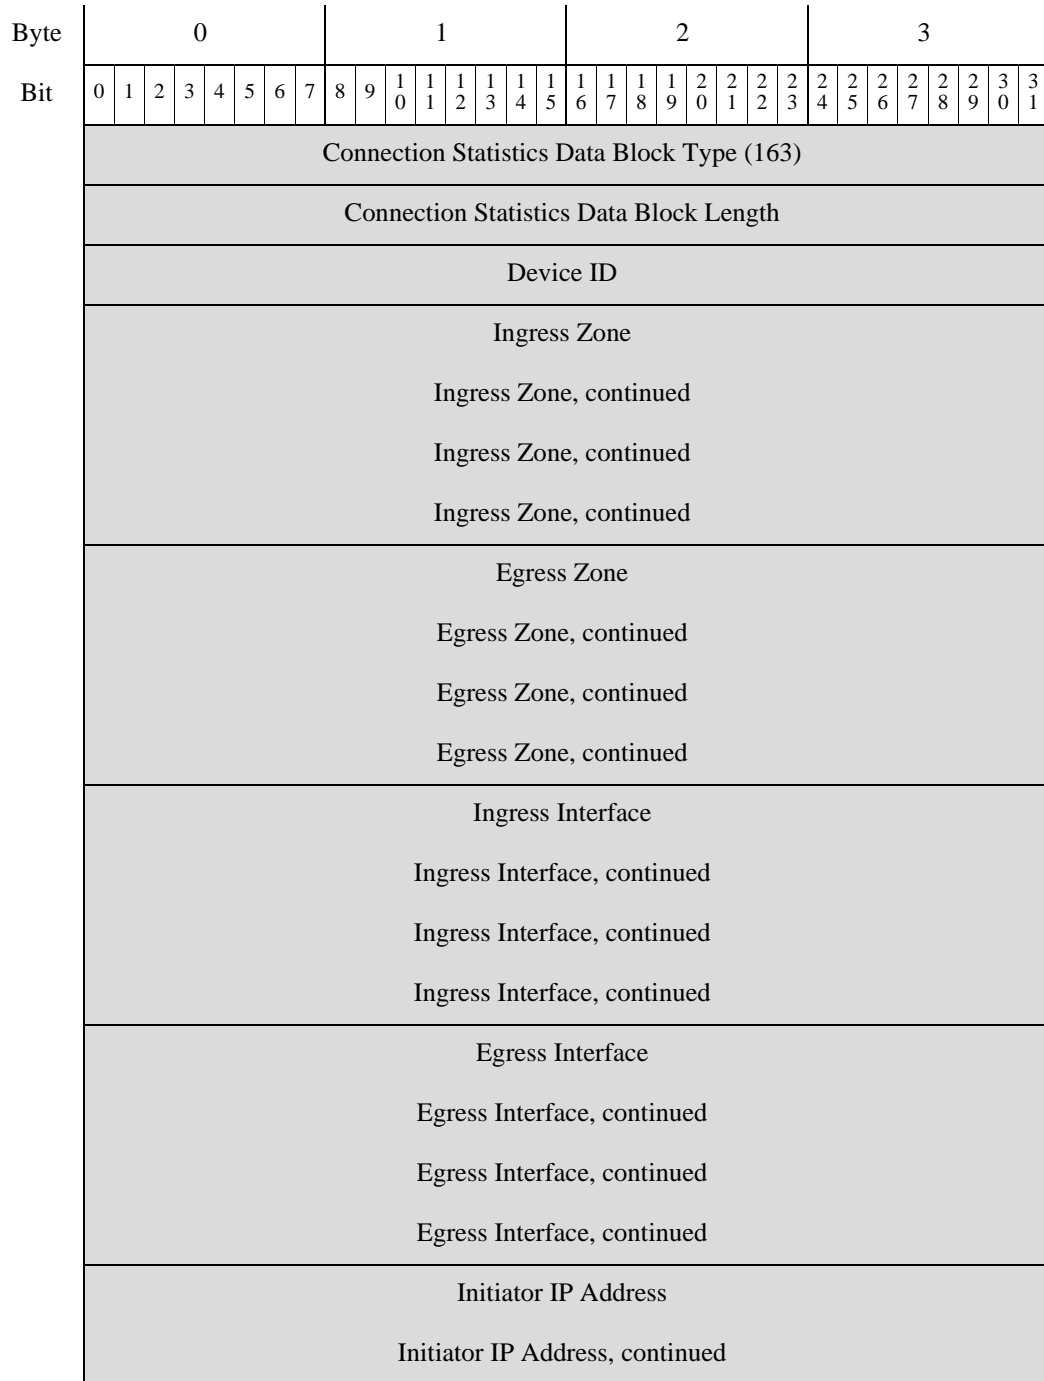 Byte 0 1 2 3
Bit 0 1 2 3 4 5 6 7 8 9 10 11 12 13 14 15 16 17 18 19 20 21 22 23 24 25 26 27 28 29 30 31
Connection Statistics Data Block Type (163)
Connection Statistics Data Block Length
Device ID
Ingress Zone
Ingress Zone, continued
Ingress Zone, continued
Ingress Zone, continued
Egress Zone
Egress Zone, continued
Egress Zone, continued
Egress Zone, continued
Ingress Interface
Ingress Interface, continued
Ingress Interface, continued
Ingress Interface, continued
Egress Interface
Egress Interface, continued
Egress Interface, continued
Egress Interface, continued
Initiator IP Address
Initiator IP Address, continued